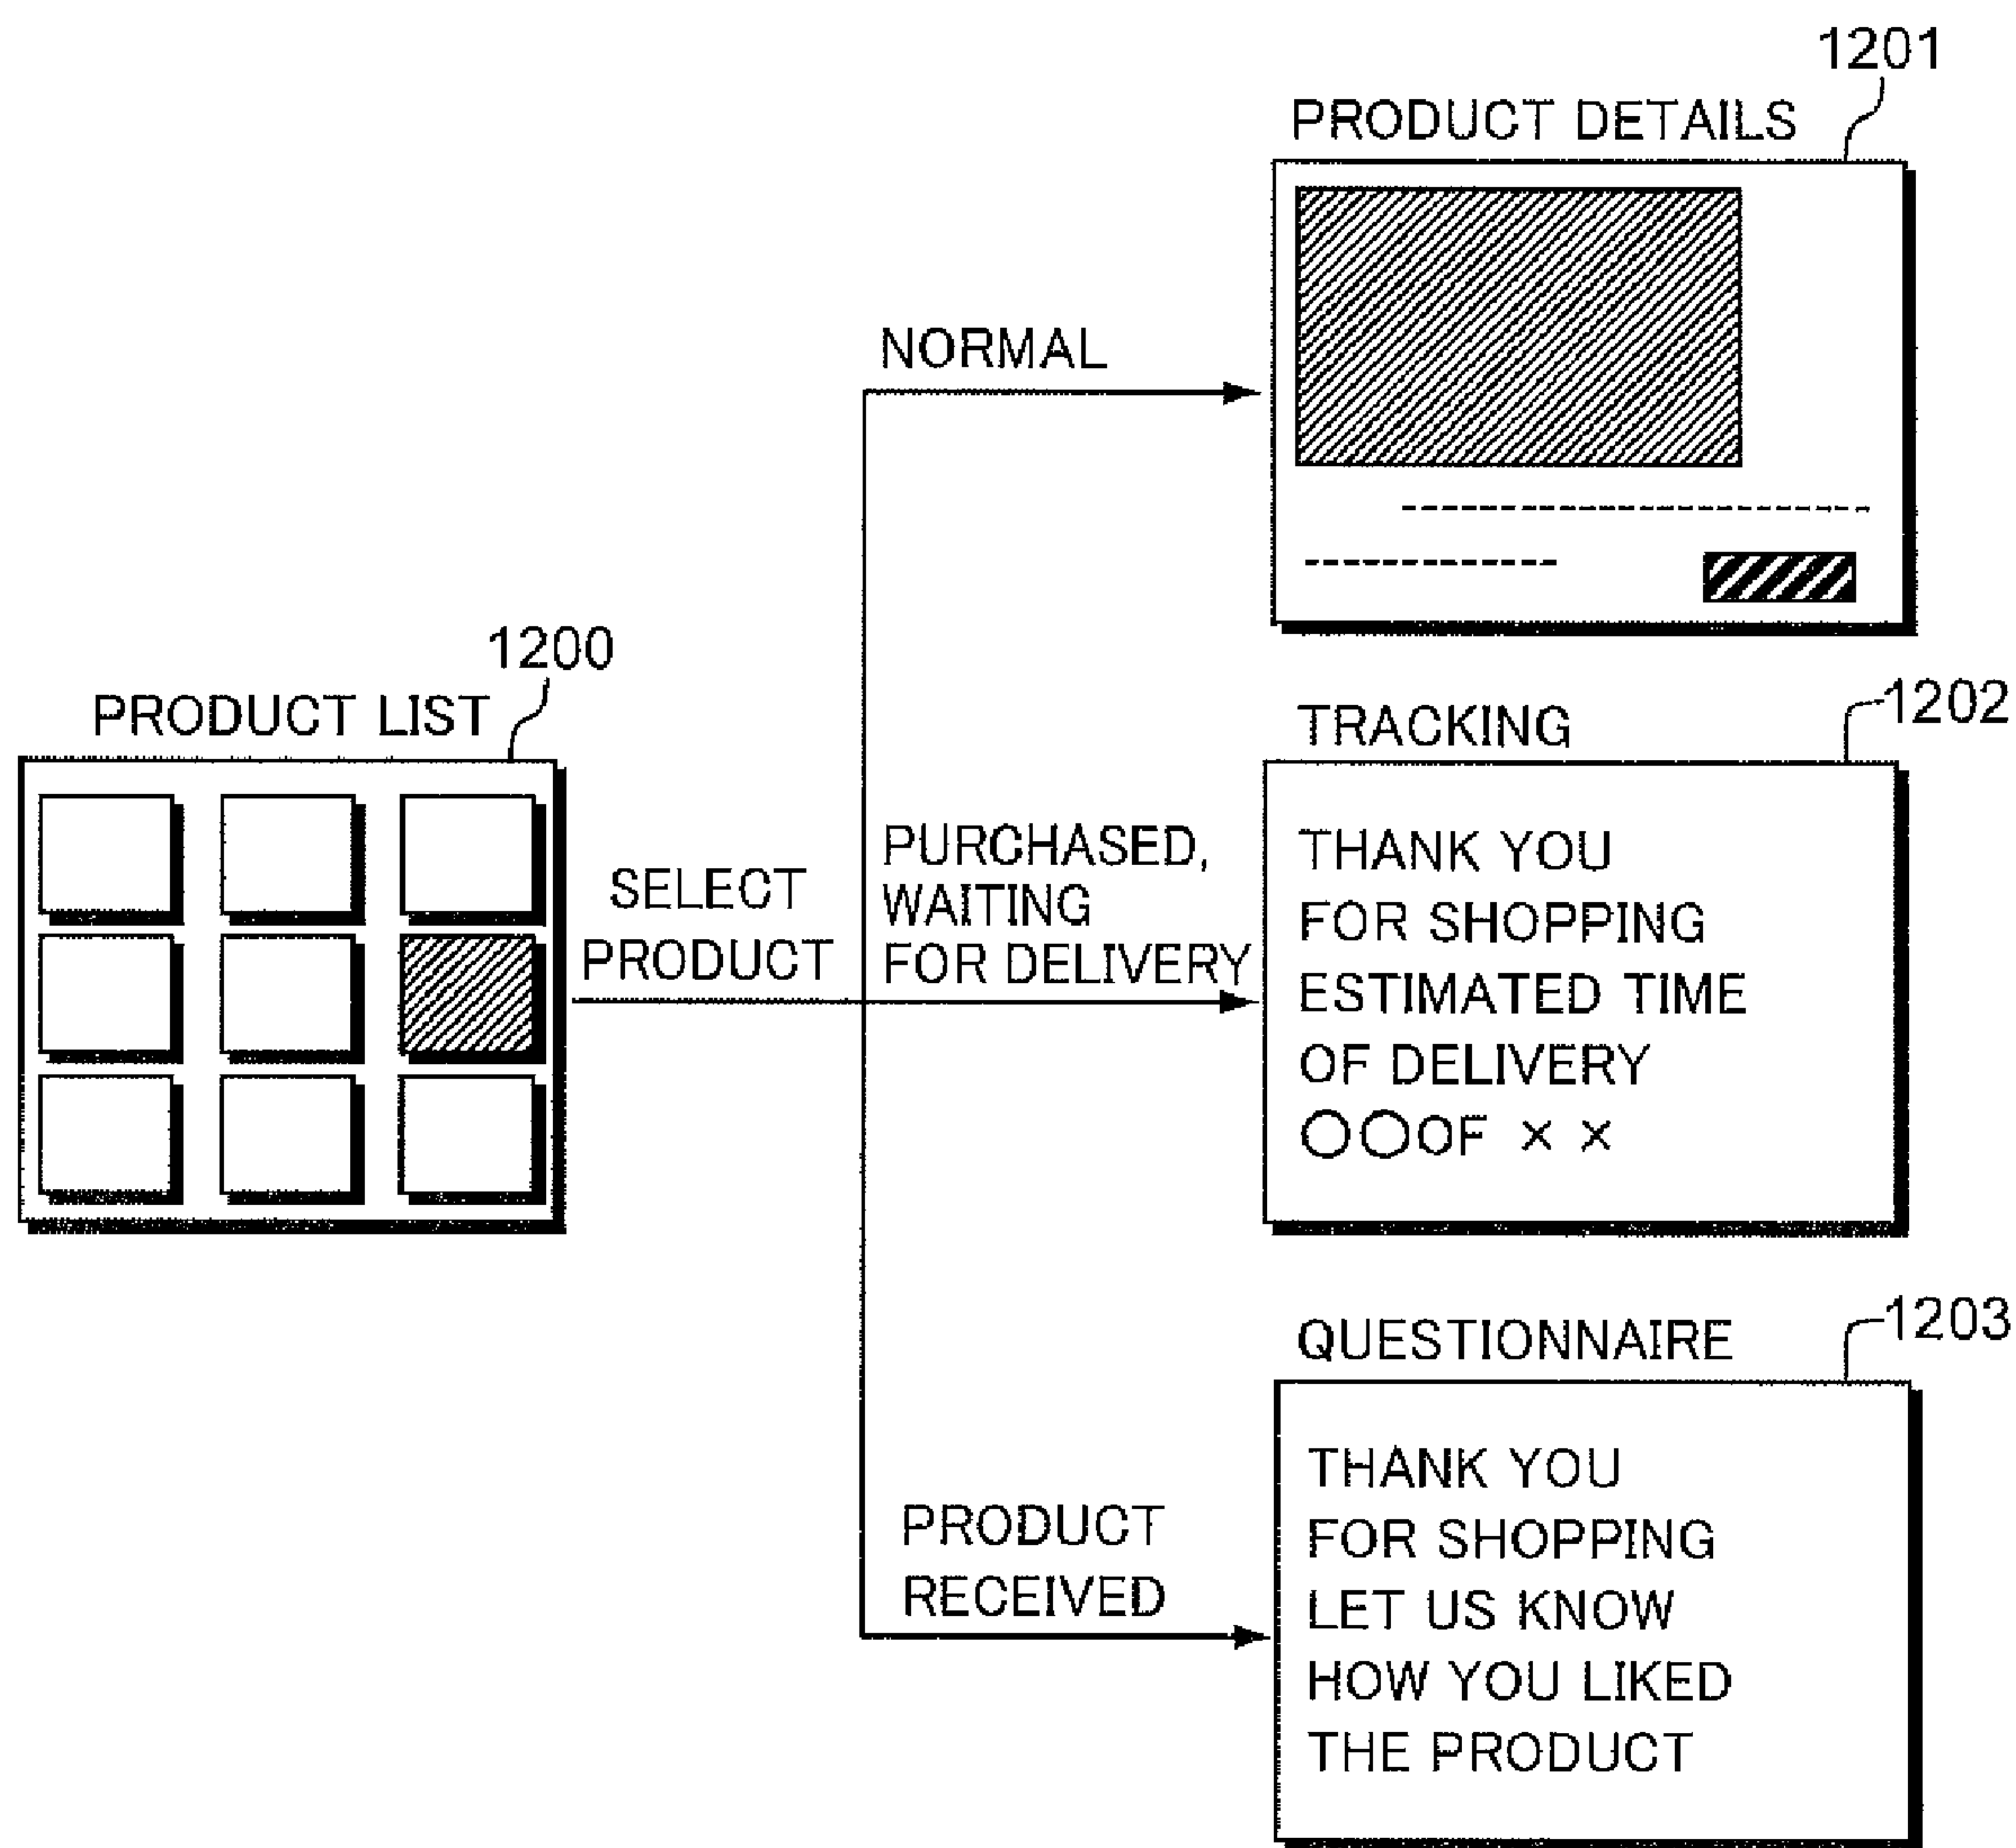 1201
PRODUCT DETAILS
NORMAL
1200
PRODUCT LIST
SELECT
PRODUCT
PURCHASED,
WAITING
FOR DELIVERY
1202
TRACKING
THANK YOU
FOR SHOPPING
ESTIMATED TIME
OF DELIVERY
○○OF × ×
PRODUCT
RECEIVED
1203
QUESTIONNAIRE
THANK YOU
FOR SHOPPING
LET US KNOW
HOW YOU LIKED
THE PRODUCT